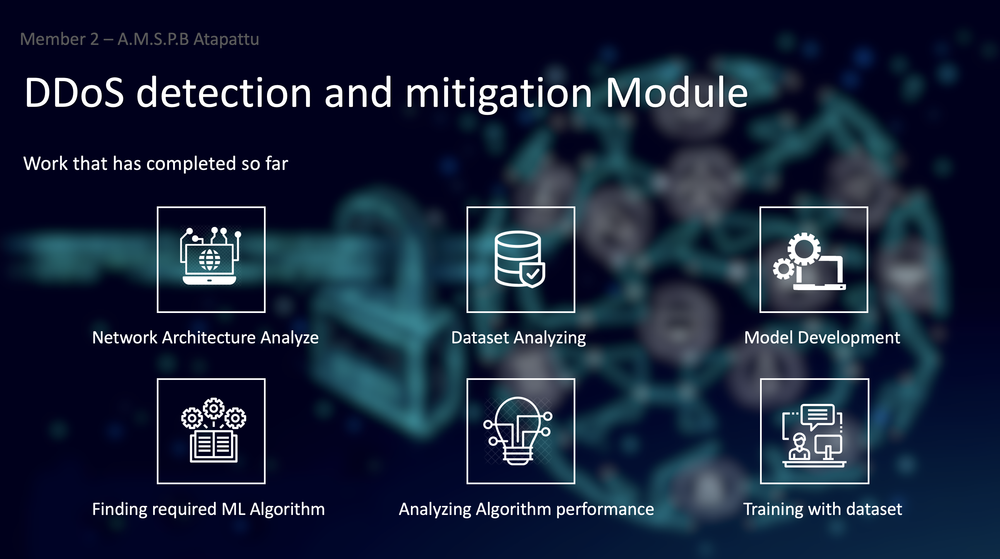 Member 2 – A.M.S.P.B Atapattu
DDoS detection and mitigation Module
Work that has completed so far
Network Architecture Analyze
Dataset Analyzing
Model Development
Finding required ML Algorithm
Analyzing Algorithm performance
Training with dataset